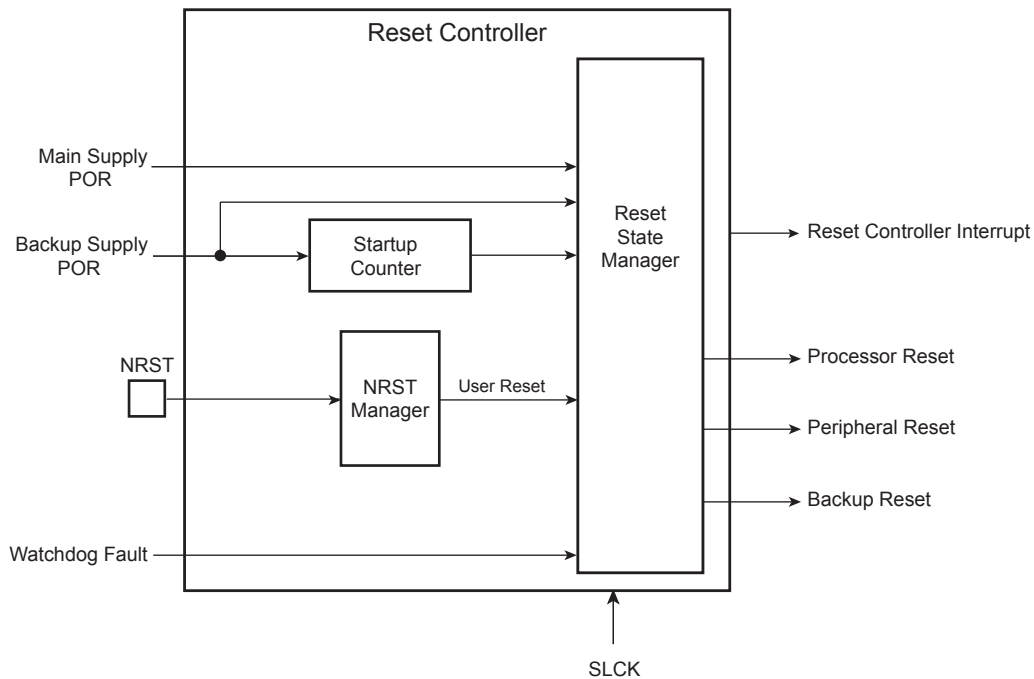 Reset Controller
Main Supply
POR
Backup Supply
POR
Startup
Counter
Reset
State
Manager
Reset Controller Interrupt
NRST
NRST
Manager
User Reset
Processor Reset
Peripheral Reset
Backup Reset
Watchdog Fault
SLCK